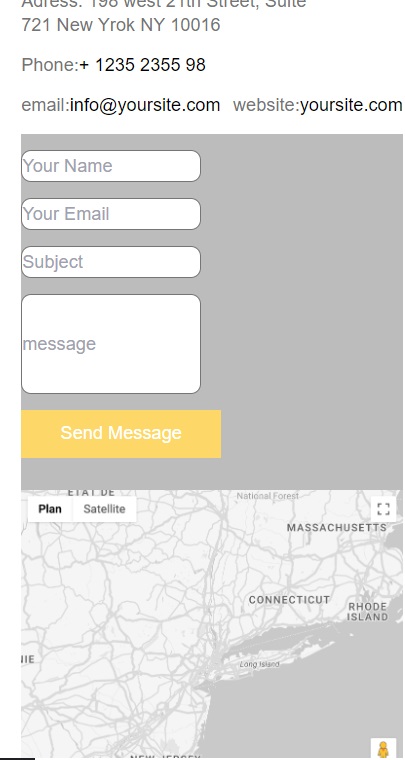 Adress: 198 west 21th Street, Suite
721 New Yrok NY 10016
Phone:+ 1235 2355 98
email:info@yoursite.com website:yoursite.com
Your Name
Your Email
Subject
message
Send Message
ÉTAT DE
National Forest
Plan Satellite
MASSACHUSETTS
CONNECTICUT
RHODE
ISLAND
NIE
Long Island
NEW JERSEY